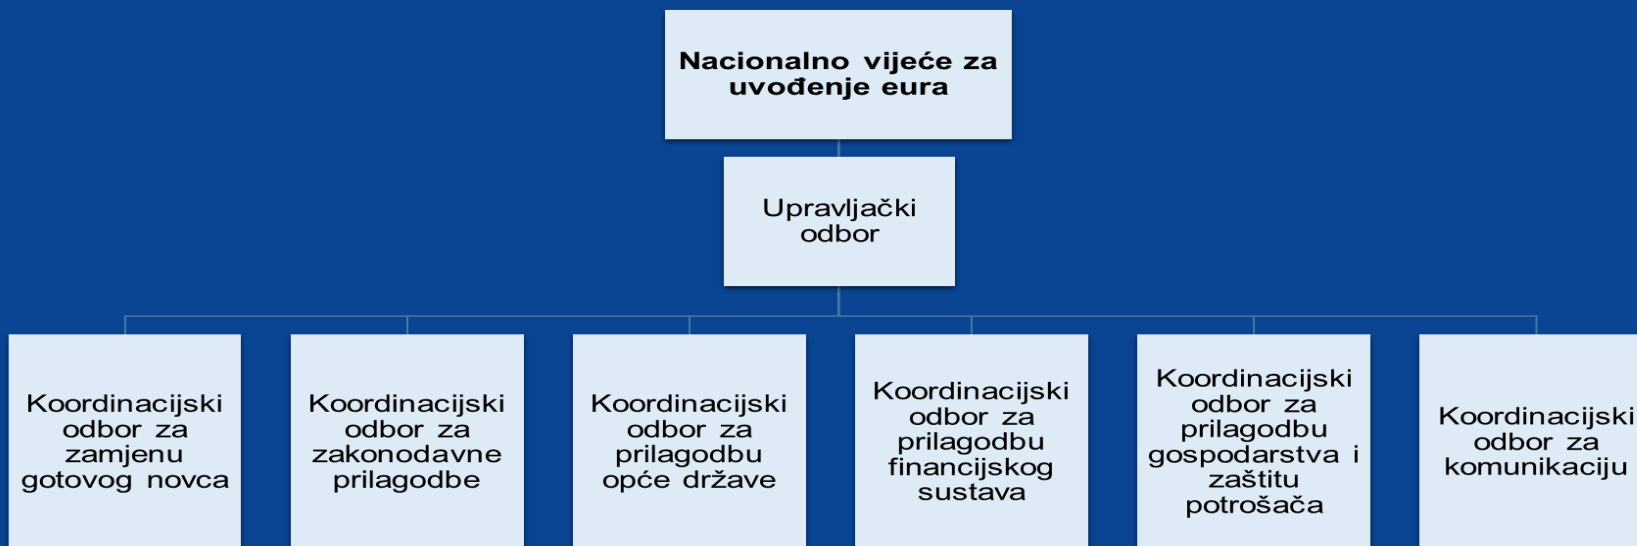 Nacionalno vijeće za
uvođenje eura
Upravljački
odbor
Koordinacijski
odbor za
zamjenu
gotovog novca
Koordinacijski
odbor za
zakonodavne
prilagodbe
Koordinacijski
odbor za
prilagodbu
opće države
Koordinacijski
odbor za
prilagodbu
financijskog
sustava
Koordinacijski
odbor za
prilagodbu
gospodarstva i
zaštitu
potrošača
Koordinacijski
odbor za
komunikaciju